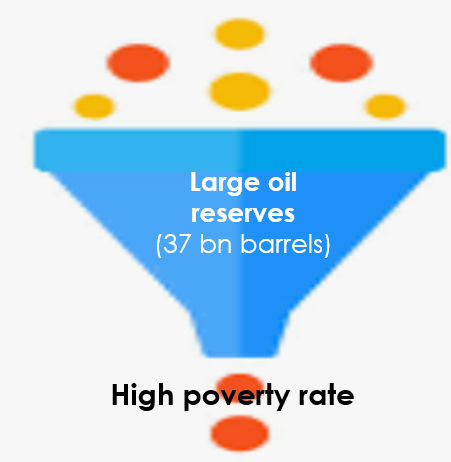 Large oil
reserves
(37 bn barrels)
High poverty rate